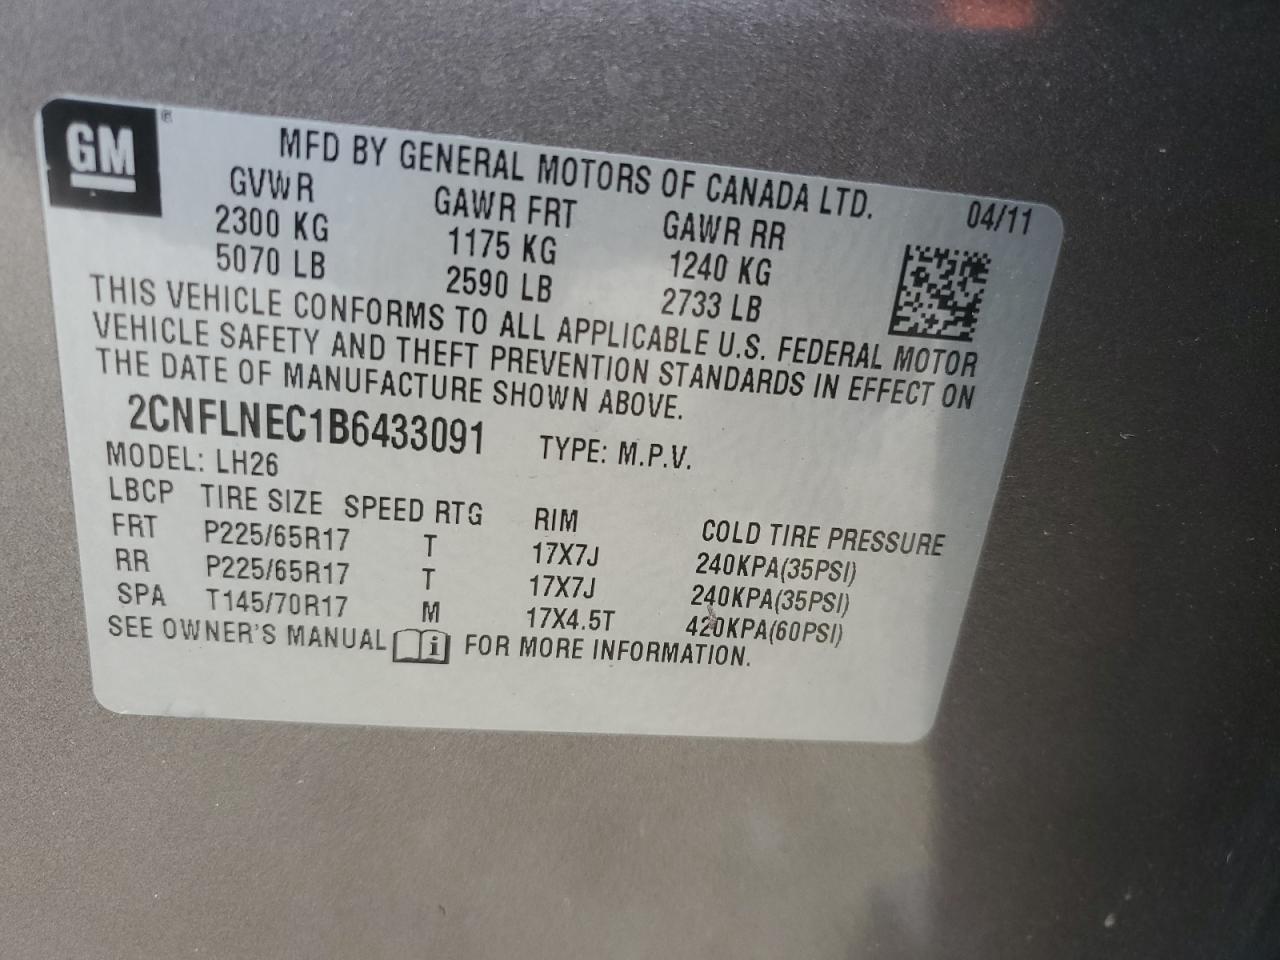 GM ®
MFD BY GENERAL MOTORS OF CANADA LTD. 04/11
GVWR GAWR FRT GAWR RR
2300 KG 1175 KG 1240 KG
5070 LB 2590 LB 2733 LB
THIS VEHICLE CONFORMS TO ALL APPLICABLE U.S. FEDERAL MOTOR
VEHICLE SAFETY AND THEFT PREVENTION STANDARDS IN EFFECT ON
THE DATE OF MANUFACTURE SHOWN ABOVE.
2CNFLNEC1B6433091 TYPE: M.P.V.
MODEL: LH26
LBCP TIRE SIZE SPEED RTG RIM COLD TIRE PRESSURE
FRT P225/65R17 T 17X7J 240KPA(35PSI)
RR P225/65R17 T 17X7J 240KPA(35PSI)
SPA T145/70R17 M 17X4.5T 420KPA(60PSI)
SEE OWNER'S MANUAL i FOR MORE INFORMATION.